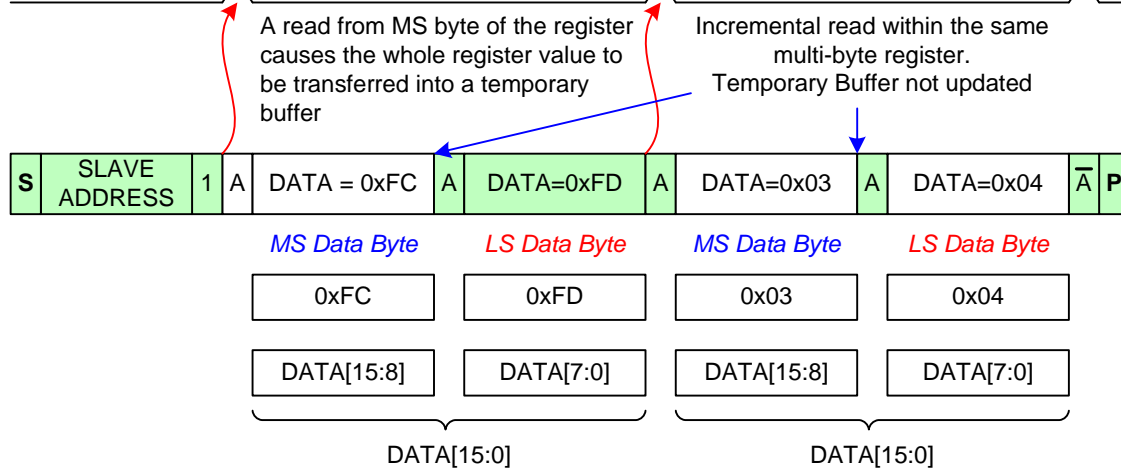 A read from MS byte of the register
causes the whole register value to
be transferred into a temporary
buffer
Incremental read within the same
multi-byte register.
Temporary Buffer not updated
S SLAVE ADDRESS 1 A DATA = 0xFC A DATA=0xFD A DATA=0x03 A DATA=0x04 A̅ P
MS Data Byte LS Data Byte MS Data Byte LS Data Byte
0xFC 0xFD 0x03 0x04
DATA[15:8] DATA[7:0] DATA[15:8] DATA[7:0]
DATA[15:0] DATA[15:0]